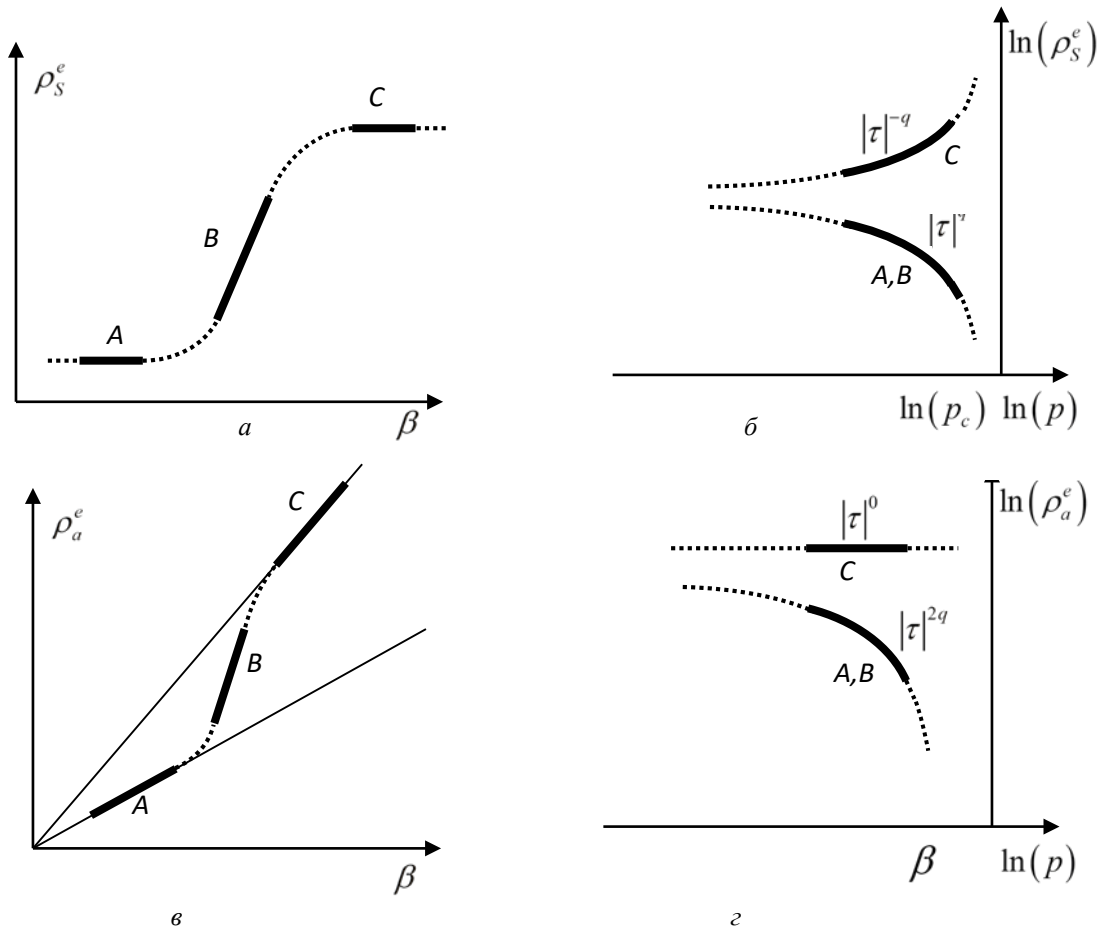 ρ_S^e
C
B
A
β
а
ln(ρ_S^e)
|τ|^{-q}
C
|τ|^q
A,B
ln(p_c) ln(p)
б
ρ_a^e
C
B
A
β
в
ln(ρ_a^e)
|τ|^0
C
|τ|^{2q}
A,B
β ln(p)
г